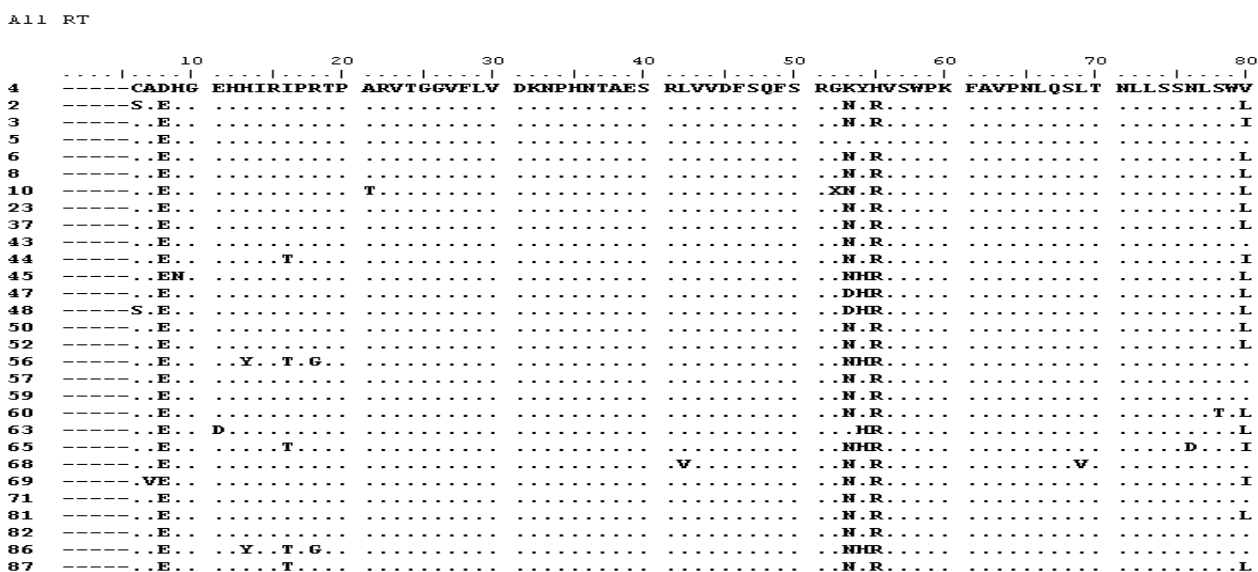 All RT
10 20 30 40 50 60 70 80
....|....| ....|....| ....|....| ....|....| ....|....| ....|....| ....|....| ....|....|
4 -----CADHG EHHIRIPRTP ARVTGGVFLV DKNPHNTAES RLVVDFSQFS RGKYHVSWPK FAVPNLQSLT NLLSSNLSWV
2 -----S.E.. .......... .......... .......... .......... ..N.R..... .......... .........L
3 -----..E.. .......... .......... .......... .......... ..N.R..... .......... .........I
5 -----..E.. .......... .......... .......... .......... .......... .......... ..........
6 -----..E.. .......... .......... .......... .......... ..N.R..... .......... .........L
8 -----..E.. .......... .......... .......... .......... ..N.R..... .......... .........L
10 -----..E.. .......... T......... .......... .......... .XN.R..... .......... .........L
23 -----..E.. .......... .......... .......... .......... ..N.R..... .......... .........L
37 -----..E.. .......... .......... .......... .......... ..N.R..... .......... .........L
43 -----..E.. .......... .......... .......... .......... ..N.R..... .......... ..........
44 -----..E.. .....T.... .......... .......... .......... ..N.R..... .......... .........I
45 -----..EN. .......... .......... .......... .......... ..NHR..... .......... .........L
47 -----..E.. .......... .......... .......... .......... ..DHR..... .......... .........L
48 -----S.E.. .......... .......... .......... .......... ..DHR..... .......... .........L
50 -----..E.. .......... .......... .......... .......... ..N.R..... .......... .........L
52 -----..E.. .......... .......... .......... .......... ..N.R..... .......... .........L
56 -----..E.. ..Y..T.G.. .......... .......... .......... ..NHR..... .......... ..........
57 -----..E.. .......... .......... .......... .......... ..N.R..... .......... ..........
59 -----..E.. .......... .......... .......... .......... ..N.R..... .......... ..........
60 -----..E.. .......... .......... .......... .......... ..N.R..... .......... .......T.L
63 -----..E.. D......... .......... .......... .......... ...HR..... .......... .........L
65 -----..E.. .....T.... .......... .......... .......... ..NHR..... .......... .....D...I
68 -----..E.. .......... .......... .......... .V........ ..N.R..... ........V. ..........
69 -----.VE.. .......... .......... .......... .......... ..N.R..... .......... .........I
71 -----..E.. .......... .......... .......... .......... ..N.R..... .......... ..........
81 -----..E.. .......... .......... .......... .......... ..N.R..... .......... .........L
82 -----..E.. .......... .......... .......... .......... ..N.R..... .......... ..........
86 -----..E.. ..Y..T.G.. .......... .......... .......... ..NHR..... .......... ..........
87 -----..E.. .....T.... .......... .......... .......... ..N.R..... .......... .........L